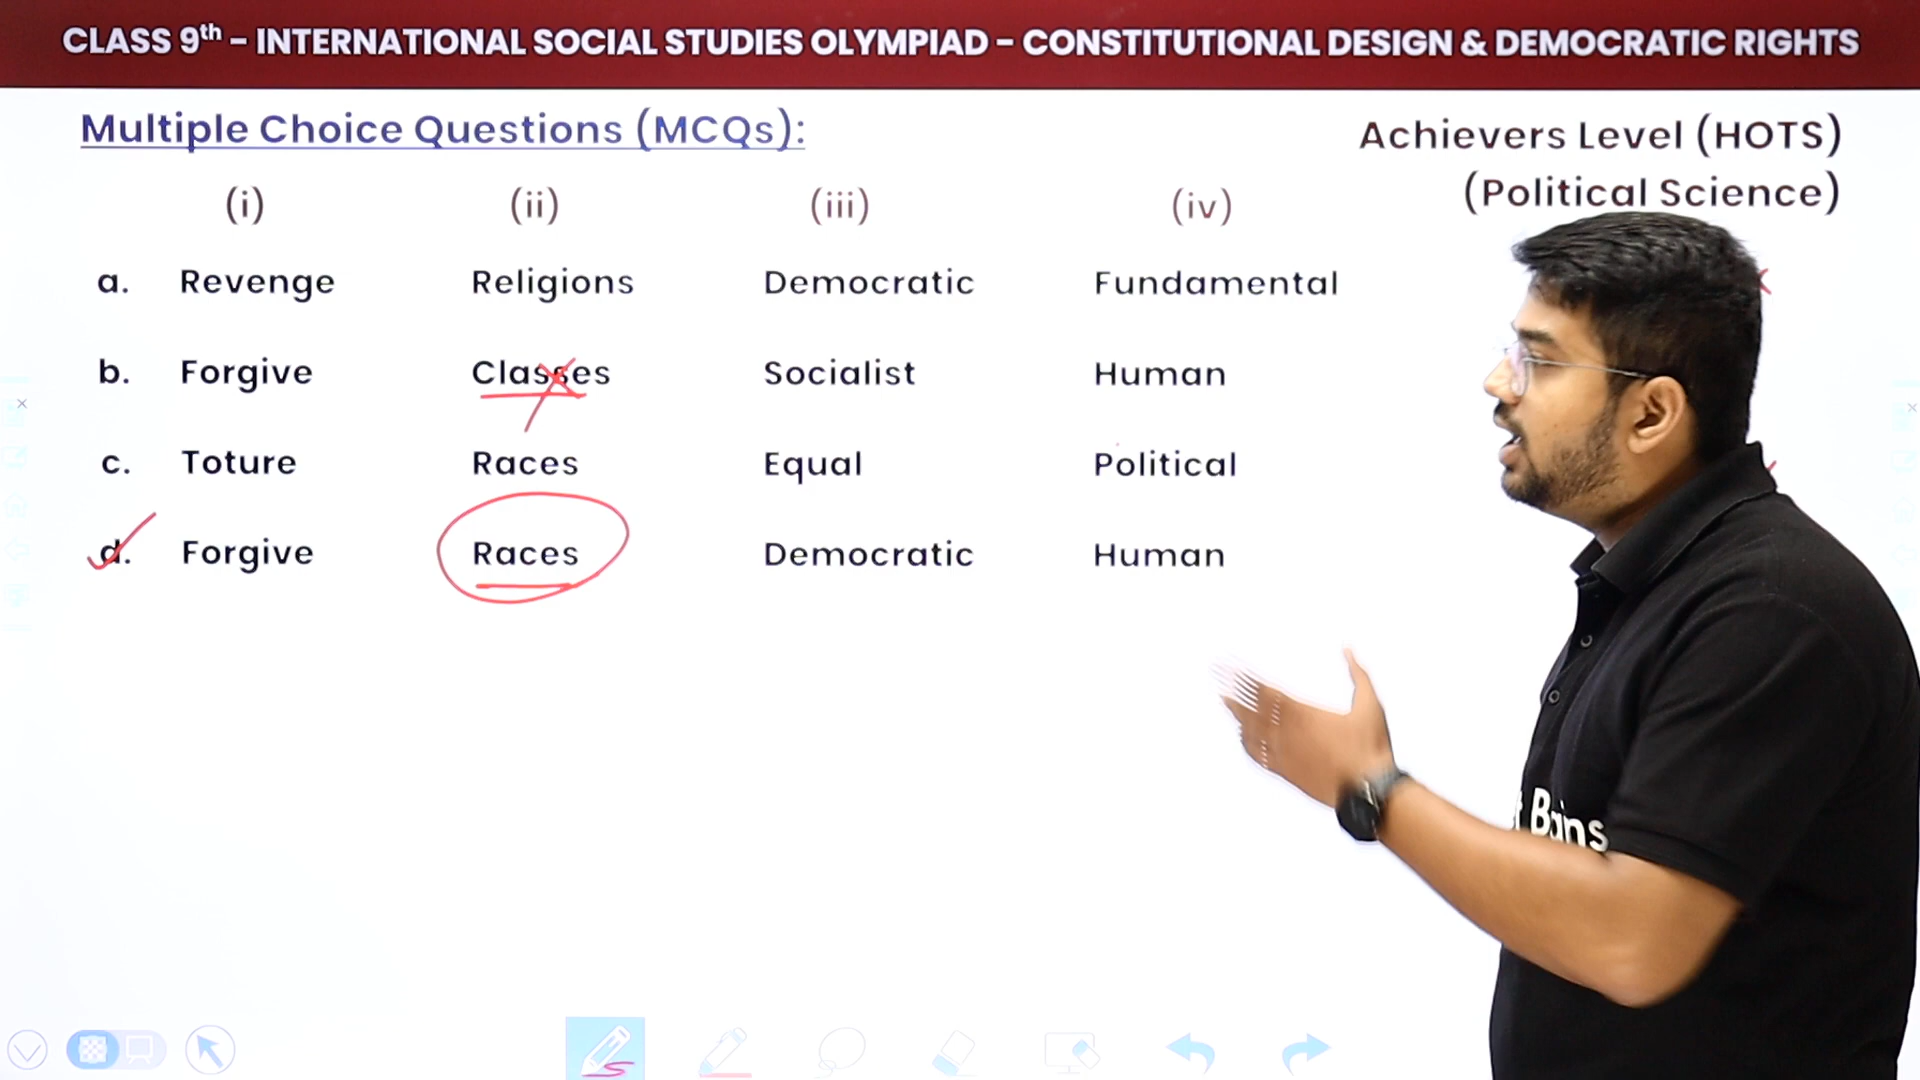 CLASS 9th – INTERNATIONAL SOCIAL STUDIES OLYMPIAD – CONSTITUTIONAL DESIGN & DEMOCRATIC RIGHTS
Multiple Choice Questions (MCQs):
Achievers Level (HOTS)
(Political Science)
(i) (ii) (iii) (iv)
a. Revenge Religions Democratic Fundamental
b. Forgive Classes Socialist Human
c. Toture Races Equal Political
d. Forgive Races Democratic Human
Bains